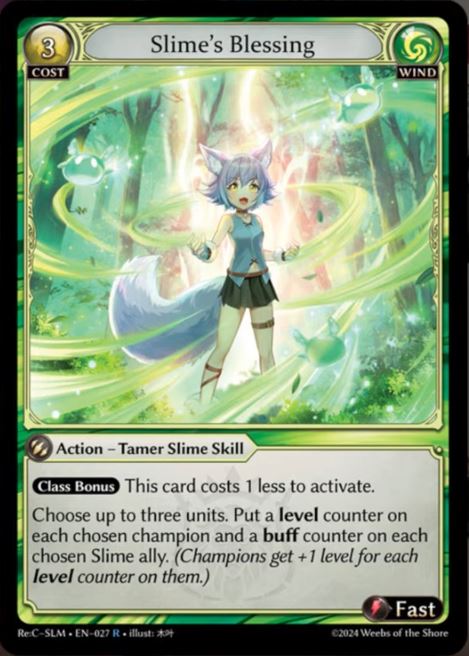 3
Slime's Blessing
COST
WIND
Action – Tamer Slime Skill
Class Bonus This card costs 1 less to activate.
Choose up to three units. Put a level counter on
each chosen champion and a buff counter on each
chosen Slime ally. (Champions get +1 level for each
level counter on them.)
Fast
Re:C–SLM • EN-027 R • illust: 木叶
©2024 Weebs of the Shore